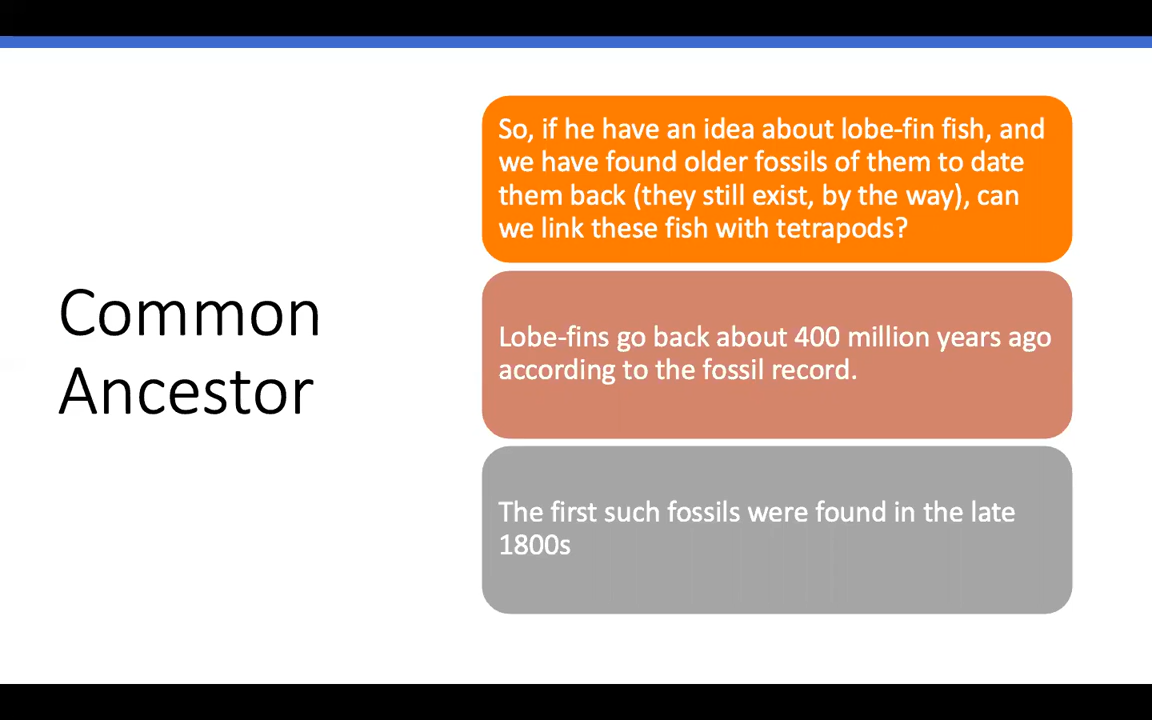 Common
Ancestor
So, if he have an idea about lobe-fin fish, and
we have found older fossils of them to date
them back (they still exist, by the way), can
we link these fish with tetrapods?
Lobe-fins go back about 400 million years ago
according to the fossil record.
The first such fossils were found in the late
1800s